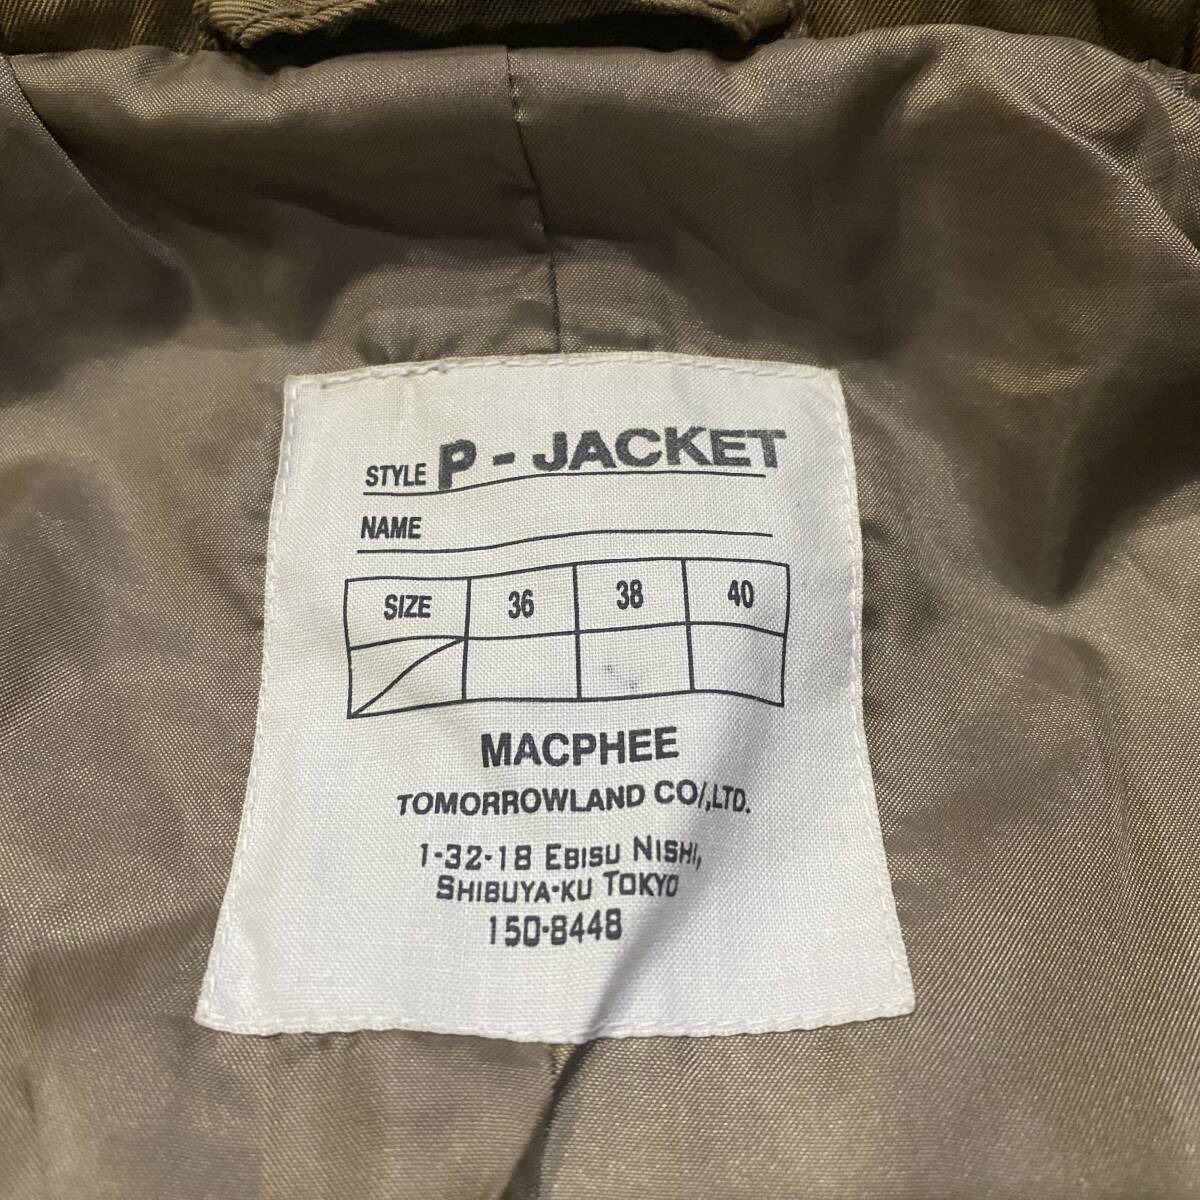 STYLE P - JACKET
NAME
SIZE 36 38 40
MACPHEE
TOMORROWLAND CO/,LTD.
1-32-18 EBISU NISHI,
SHIBUYA-KU TOKYO
150-8448